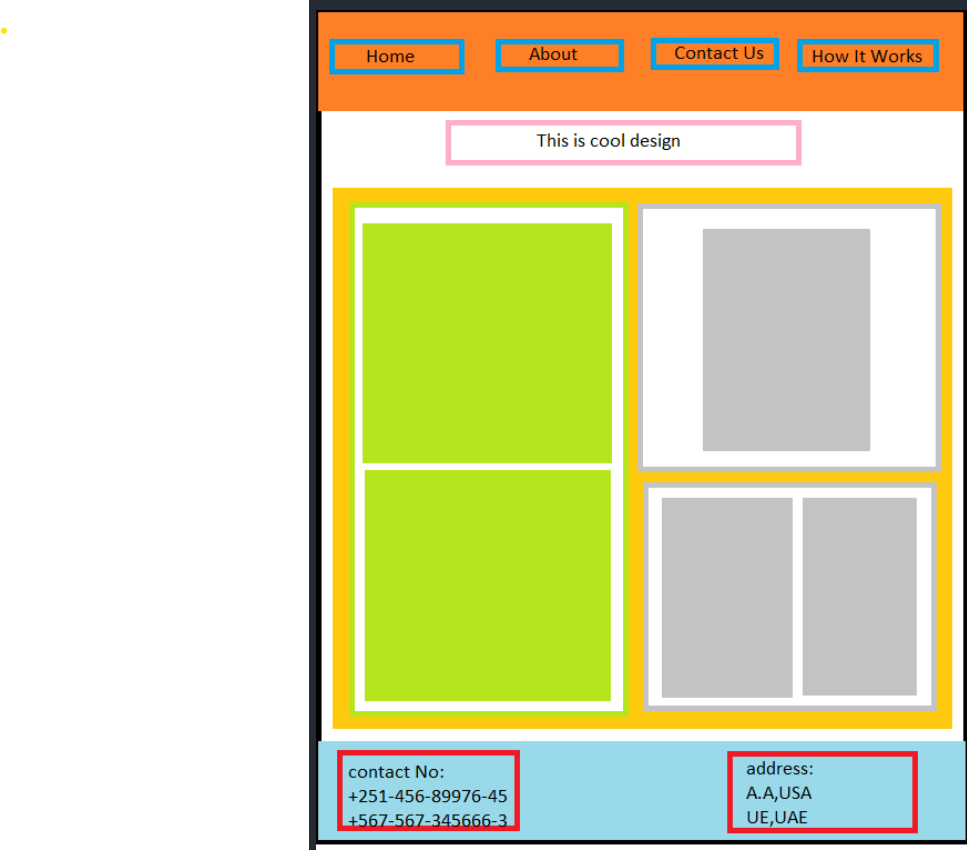 Home
About
Contact Us
How It Works
This is cool design
contact No:
+251-456-89976-45
+567-567-345666-3
address:
A.A,USA
UE,UAE